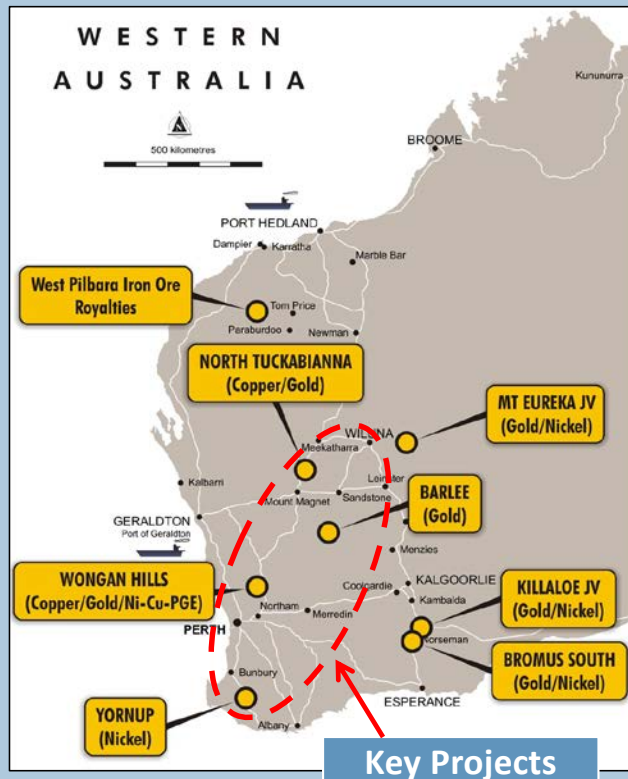 WESTERN
AUSTRALIA
N
500 kilometres
Kununurra
BROOME
PORT HEDLAND
Dampier
Karratha
Marble Bar
West Pilbara Iron Ore
Royalties
Tom Price
Paraburdoo
Newman
NORTH TUCKABIANNA
(Copper/Gold)
MT EUREKA JV
(Gold/Nickel)
WILUNA
Meekatharra
Kalbarri
Leinster
Mount Magnet
Sandstone
BARLEE
(Gold)
GERALDTON
Port of Geraldton
Menzies
WONGAN HILLS
(Copper/Gold/Ni-Cu-PGE)
Coolgardie
KALGOORLIE
Kambalda
KILLALOE JV
(Gold/Nickel)
Northam
Merredin
PERTH
Norseman
BROMUS SOUTH
(Gold/Nickel)
Bunbury
ESPERANCE
YORNUP
(Nickel)
Albany
Key Projects